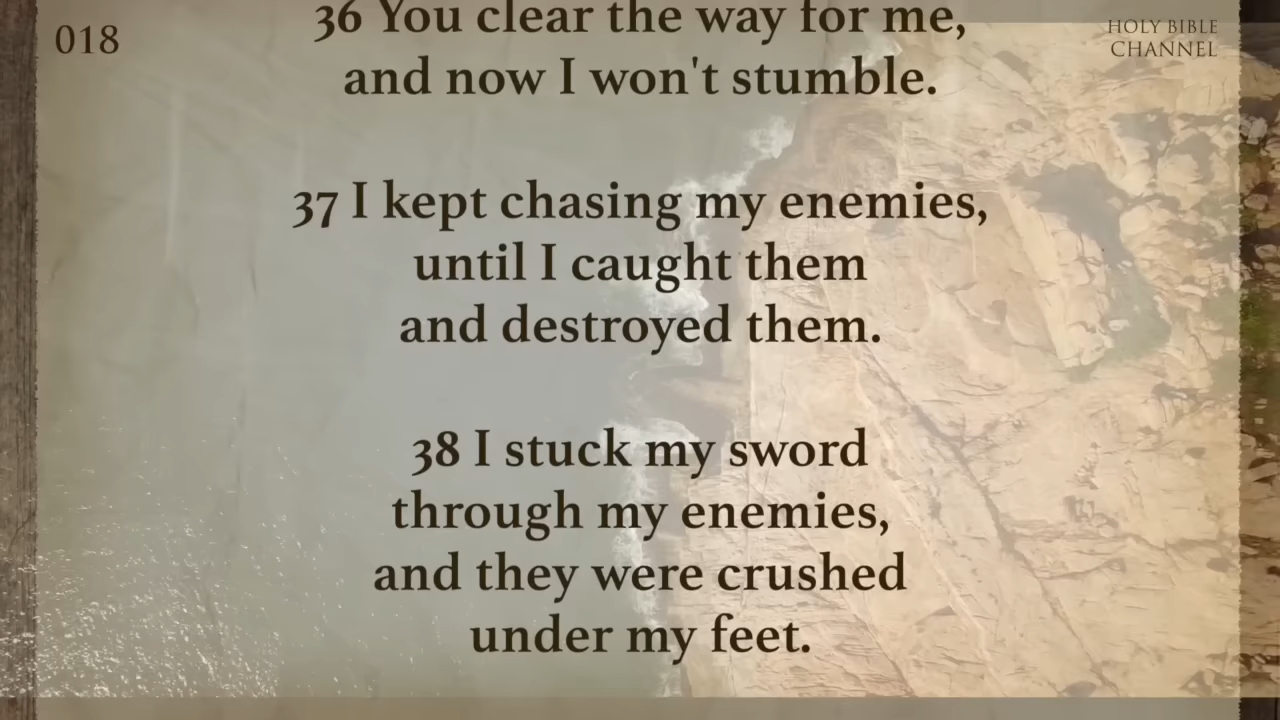 018
HOLY BIBLE
CHANNEL
36 You clear the way for me,
and now I won't stumble.
37 I kept chasing my enemies,
until I caught them
and destroyed them.
38 I stuck my sword
through my enemies,
and they were crushed
under my feet.